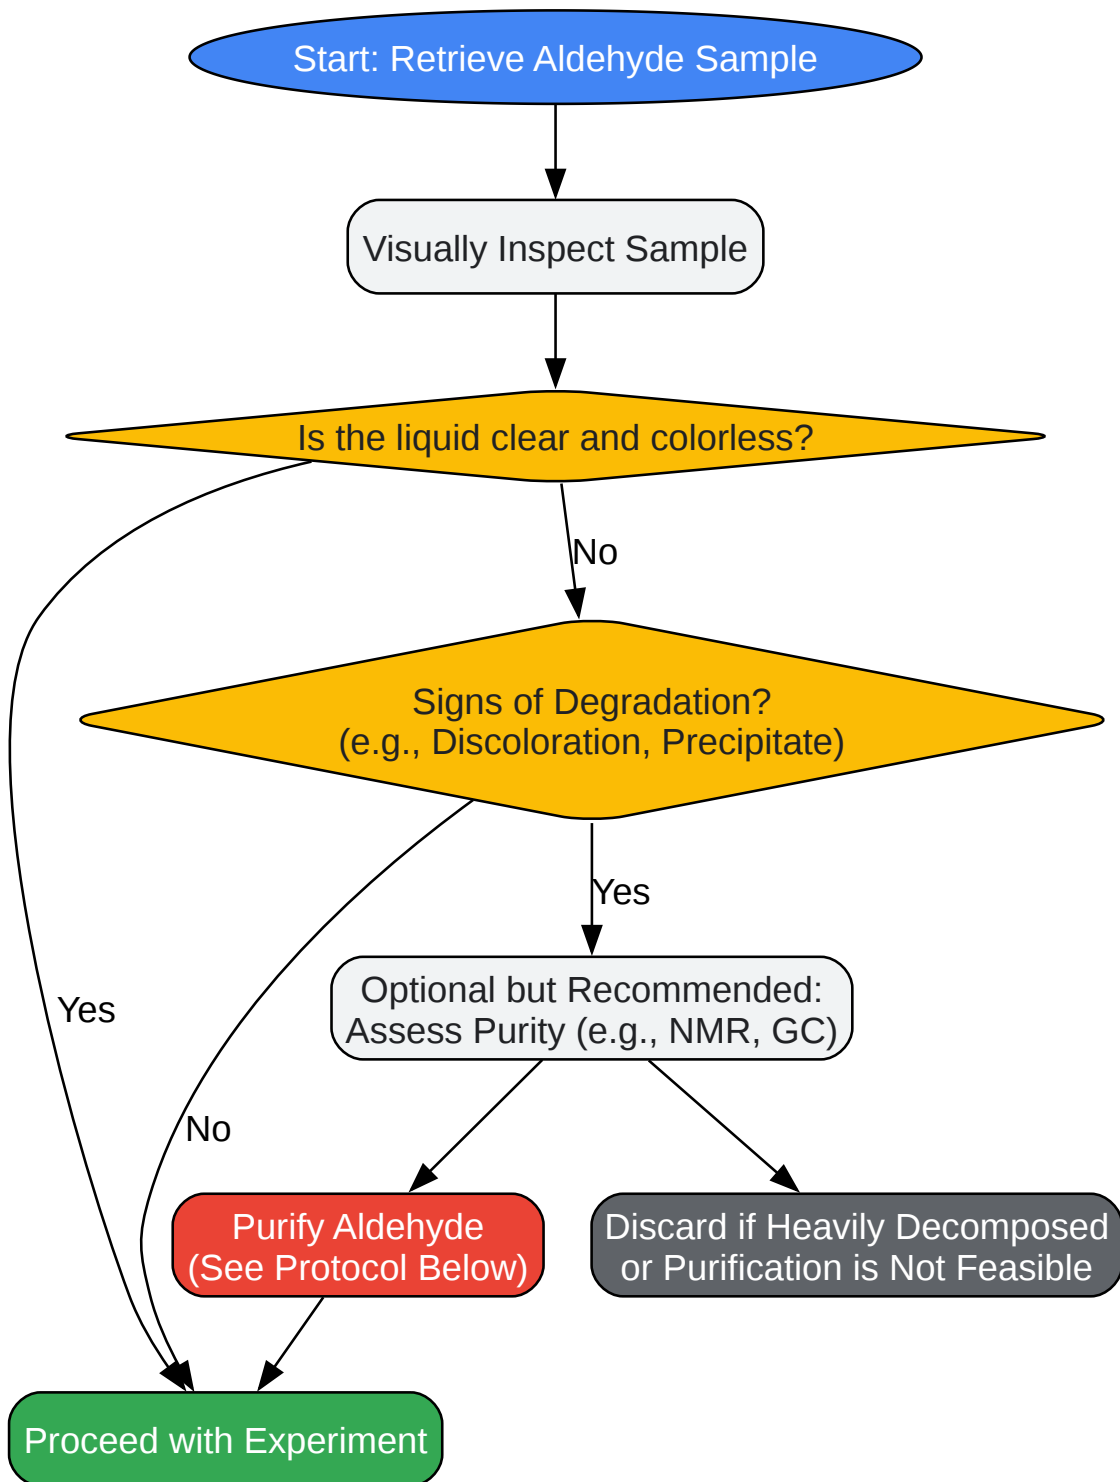 Start: Retrieve Aldehyde Sample
Visually Inspect Sample
Is the liquid clear and colorless?
No
Signs of Degradation?
(e.g., Discoloration, Precipitate)
Yes
Optional but Recommended:
Assess Purity (e.g., NMR, GC)
Yes
No
Purify Aldehyde
(See Protocol Below)
Discard if Heavily Decomposed
or Purification is Not Feasible
Proceed with Experiment